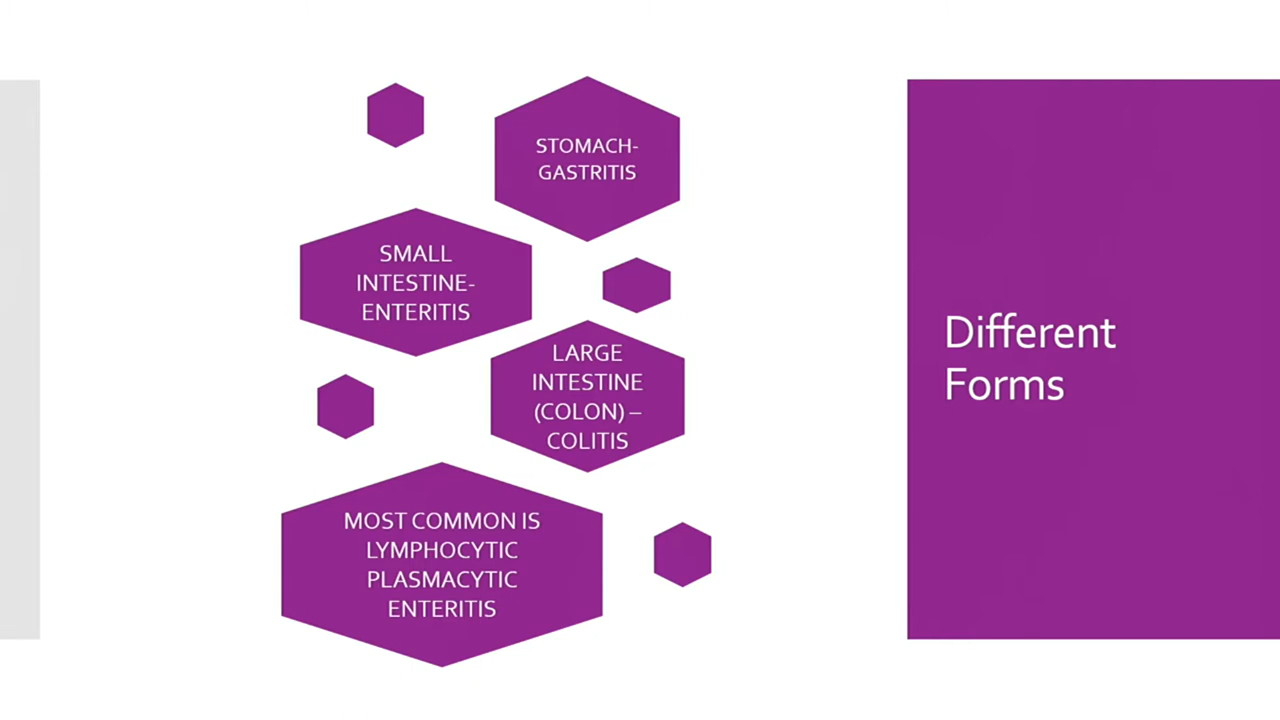 STOMACH-
GASTRITIS
SMALL
INTESTINE-
ENTERITIS
LARGE
INTESTINE
(COLON) –
COLITIS
MOST COMMON IS
LYMPHOCYTIC
PLASMACYTIC
ENTERITIS
Different
Forms